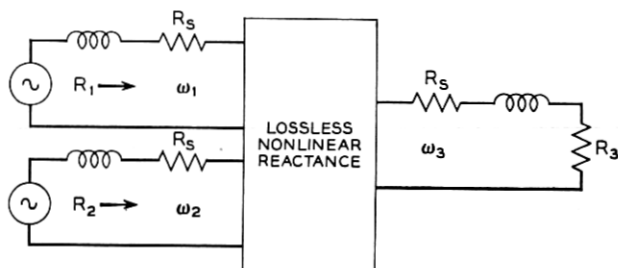 R_S
R_1 → ω_1
R_S
R_2 → ω_2
LOSSLESS
NONLINEAR
REACTANCE
R_S
ω_3
R_3